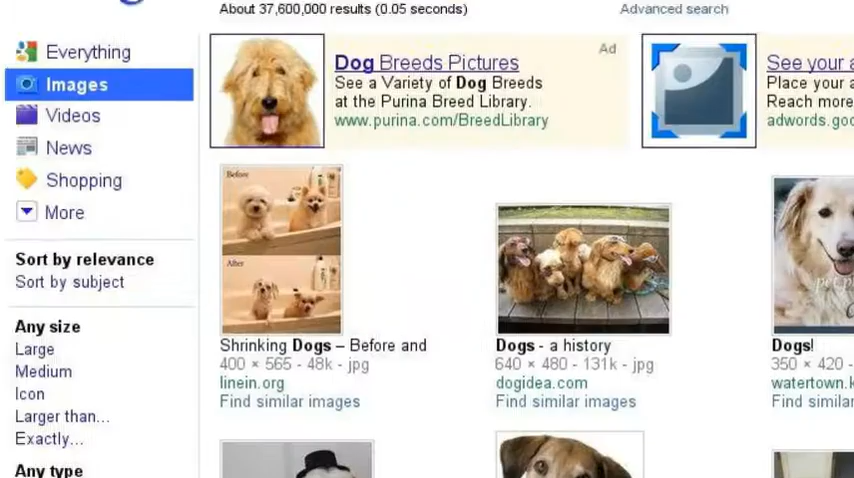 About 37,600,000 results (0.05 seconds)
Advanced search
Everything
Images
Videos
News
Shopping
More
Sort by relevance
Sort by subject
Any size
Large
Medium
Icon
Larger than...
Exactly...
Any type
Dog Breeds Pictures
Ad
See a Variety of Dog Breeds
at the Purina Breed Library.
www.purina.com/BreedLibrary
See your a
Place your a
Reach more
adwords.goo
Before
After
Shrinking Dogs – Before and
400 × 565 - 48k - jpg
linein.org
Find similar images
Dogs - a history
640 × 480 - 131k - jpg
dogidea.com
Find similar images
Dogs!
350 × 420 -
watertown.k
Find similar